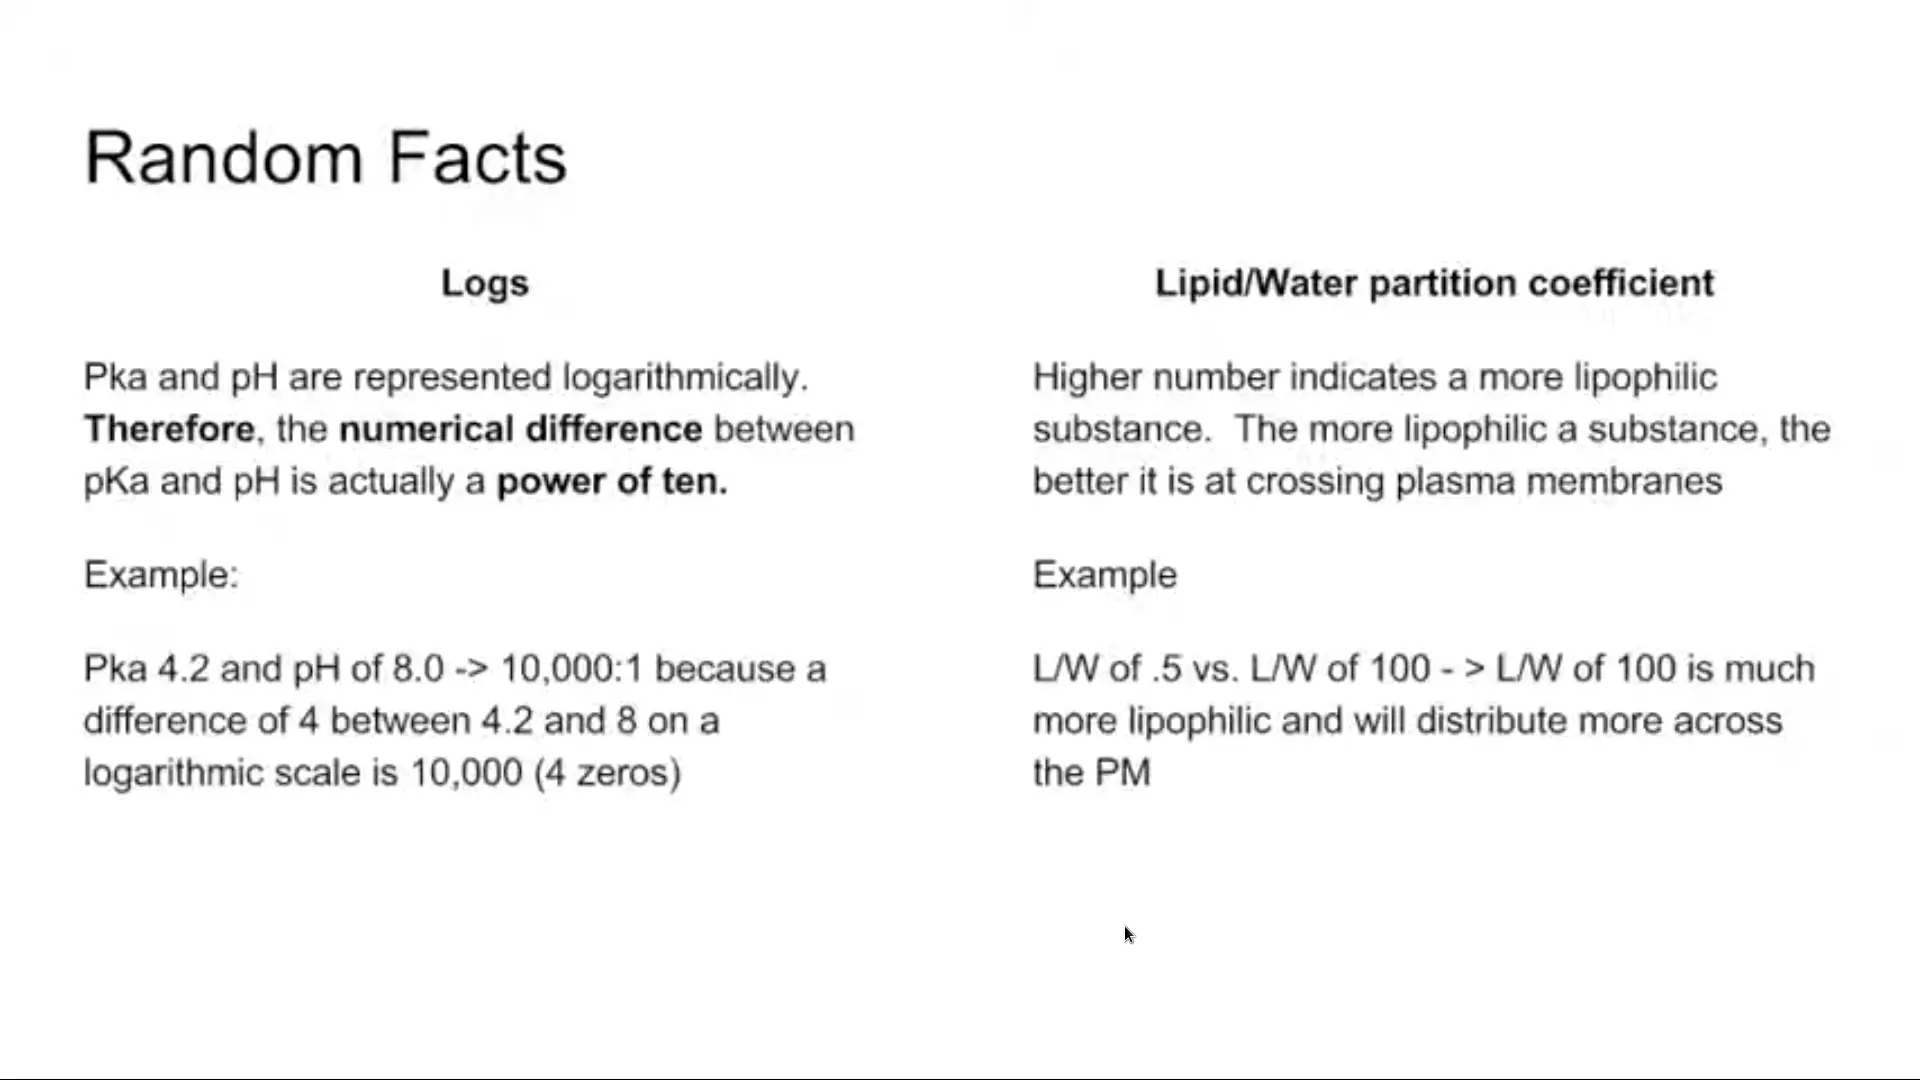 Random Facts
Logs
Pka and pH are represented logarithmically.
Therefore, the numerical difference between
pKa and pH is actually a power of ten.
Example:
Pka 4.2 and pH of 8.0 -> 10,000:1 because a
difference of 4 between 4.2 and 8 on a
logarithmic scale is 10,000 (4 zeros)
Lipid/Water partition coefficient
Higher number indicates a more lipophilic
substance.  The more lipophilic a substance, the
better it is at crossing plasma membranes
Example
L/W of .5 vs. L/W of 100 - > L/W of 100 is much
more lipophilic and will distribute more across
the PM